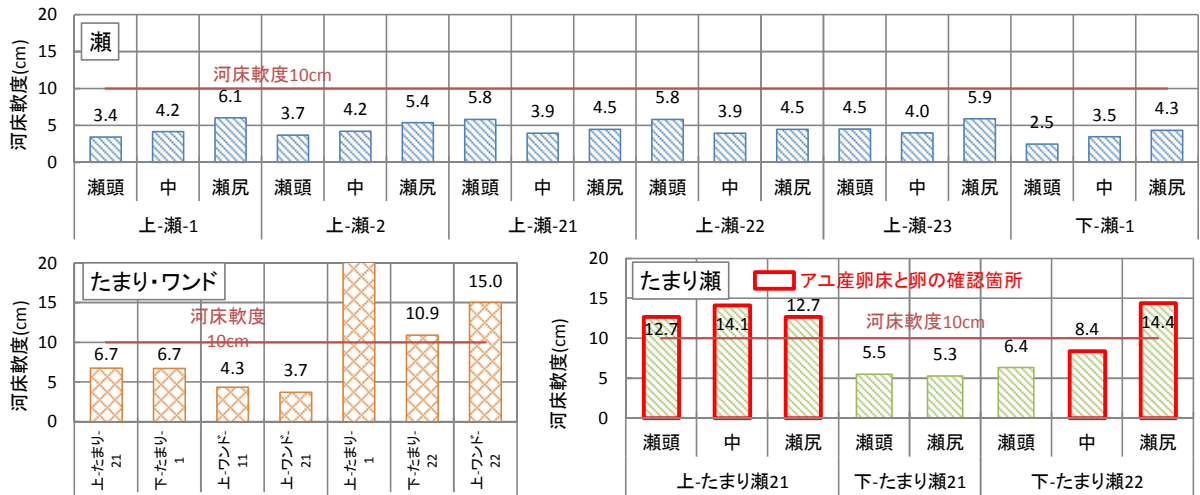 瀬
河床軟度(cm)
20
15
10
5
0
河床軟度10cm
3.4 4.2 6.1 3.7 4.2 5.4 5.8 3.9 4.5 5.8 3.9 4.5 4.5 4.0 5.9 2.5 3.5 4.3
瀬頭 中 瀬尻 瀬頭 中 瀬尻 瀬頭 中 瀬尻 瀬頭 中 瀬尻 瀬頭 中 瀬尻 瀬頭 中 瀬尻
上-瀬-1 上-瀬-2 上-瀬-21 上-瀬-22 上-瀬-23 下-瀬-1
たまり・ワンド
河床軟度(cm)
20
15
10
5
0
河床軟度
10cm
6.7 6.7 4.3 3.7 10.9 15.0
上-たまり-
21
下-たまり-
1
上-ワンド-
11
上-ワンド-
21
上-たまり-
1
下-たまり-
22
上-ワンド-
22
たまり瀬
アユ産卵床と卵の確認箇所
河床軟度(cm)
20
15
10
5
0
河床軟度10cm
12.7 14.1 12.7 5.5 5.3 6.4 8.4 14.4
瀬頭 中 瀬尻 瀬頭 瀬尻 瀬頭 中 瀬尻
上-たまり瀬21 下-たまり瀬21 下-たまり瀬22